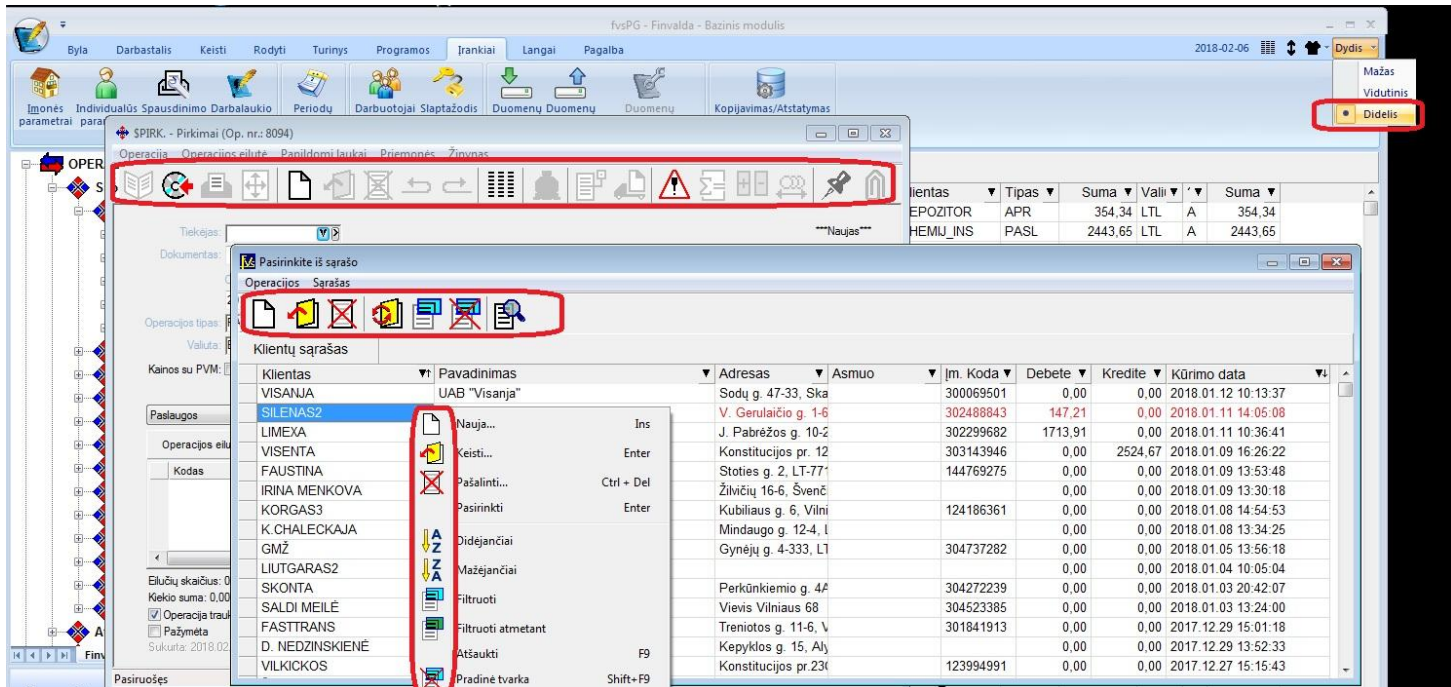 fvsPG - Finvalda - Bazinis modulis
Byla Darbastalis Keisti Rodyti Turinys Programos Įrankiai Langai Pagalba 2018-02-06 Dydis
Mažas
Vidutinis
Didelis
Įmonės Individualūs Spausdinimo Darbalaukio Periodų Darbuotojai Slaptažodis Duomenų Duomenų Duomenų Kopijavimas/Atstatymas
parametrai
ŠPIRK. - Pirkimai (Op. nr.: 8094)
Operacija Operacijos eilutė Papildomi laukai Priemonės Žinynas
OPER
Tipas Suma Suma
APR 354,34 LTL A 354,34
HEMIJ_INS PASL 2443,65 LTL A 2443,65
Tiekėjas: ***Naujas***
Dokumentas:
Operacijos tipas:
Valiuta:
Kainos su PVM:
Paslaugos
Operacijos eilu
Kodas
Eilučių skaičius: 0
Kiekio suma: 0,00
Operacija trauk
Pažymėta
Sukurta: 2018.02
Finv
Pasiruošęs
Pasirinkite iš sąrašo
Operacijos Sąrašas
Klientų sąrašas
Klientas Pavadinimas Adresas Asmuo Įm. Koda Debete Kredite Kūrimo data
VISANJA UAB "Visanja" Sodų g. 47-33, Ska 300069501 0,00 0,00 2018.01.12 10:13:37
SILENAS2 V. Gerulaičio g. 1-6 302488843 147,21 0,00 2018.01.11 14:05:08
LIMEXA J. Pabrėžos g. 10-2 302299682 1713,91 0,00 2018.01.11 10:36:41
VISENTA Konstitucijos pr. 12 303143946 0,00 2524,67 2018.01.09 16:26:22
FAUSTINA Stoties g. 2, LT-771 144769275 0,00 0,00 2018.01.09 13:53:48
IRINA MENKOVA Žilvičių 16-6, Švenč 0,00 0,00 2018.01.09 13:30:18
KORGAS3 Kubiliaus g. 6, Vilni 124186361 0,00 0,00 2018.01.08 14:54:53
K.CHALECKAJA Mindaugo g. 12-4, 0,00 0,00 2018.01.08 13:34:25
GMŽ Gynėjų g. 4-333, LT 304737282 0,00 0,00 2018.01.05 13:56:18
LIUTGARAS2 0,00 0,00 2018.01.04 10:05:04
SKONTA Perkūnkiemio g. 4A 304272239 0,00 0,00 2018.01.03 20:42:07
SALDI MEILĖ Vievis Vilniaus 68 304523385 0,00 0,00 2018.01.03 13:24:00
FASTTRANS Treniotos g. 11-6, V 301841913 0,00 0,00 2017.12.29 15:01:18
D. NEDZINSKIENĖ Kepyklos g. 15, Aly 0,00 0,00 2017.12.29 13:52:33
VILKICKOS Konstitucijos pr.23( 123994991 0,00 0,00 2017.12.27 15:15:43
Nauja... Ins
Keisti... Enter
Pašalinti... Ctrl + Del
Pasirinkti Enter
Didėjančiai
Mažėjančiai
Filtruoti
Filtruoti atmetant
Atšaukti F9
Pradinė tvarka Shift+F9